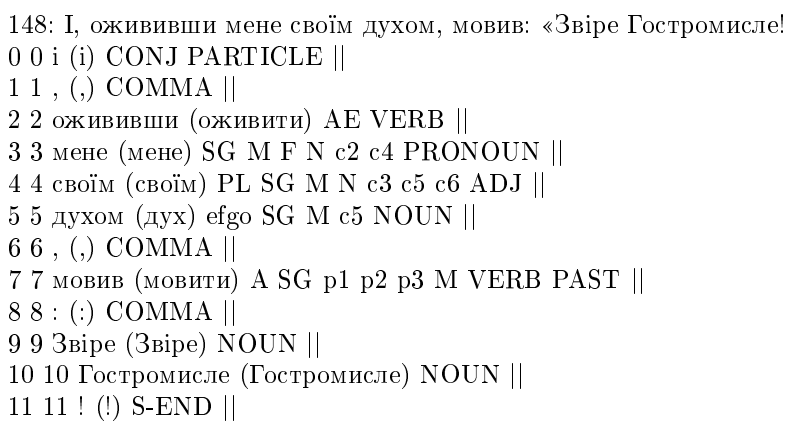 148: І, ожививши мене своїм духом, мовив: «Звіре Гостромисле!
0 0 і (і) CONJ PARTICLE ||
1 1 , (,) COMMA ||
2 2 ожививши (оживити) AE VERB ||
3 3 мене (мене) SG M F N c2 c4 PRONOUN ||
4 4 своїм (своїм) PL SG M N c3 c5 c6 ADJ ||
5 5 духом (дух) efgo SG M c5 NOUN ||
6 6 , (,) COMMA ||
7 7 мовив (мовити) A SG p1 p2 p3 M VERB PAST ||
8 8 : (:) COMMA ||
9 9 Звіре (Звіре) NOUN ||
10 10 Гостромисле (Гостромисле) NOUN ||
11 11 ! (!) S-END ||